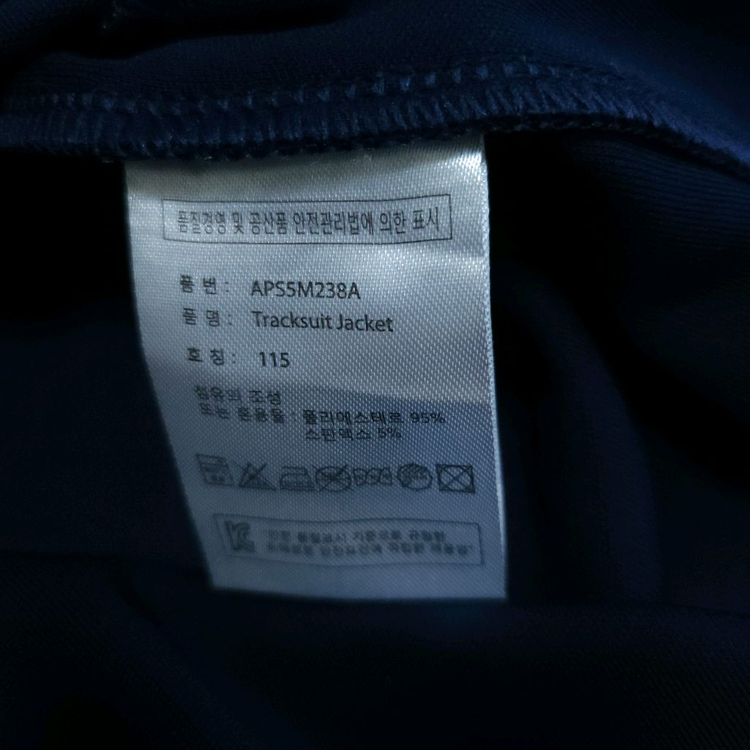 품질경영 및 공산품 안전관리법에 의한 표시
품 번 : APS5M238A
품 명 : Tracksuit Jacket
호 칭 : 115
섬유의 조성
또는 혼용율 : 폴리에스테르 95%
스판덱스 5%